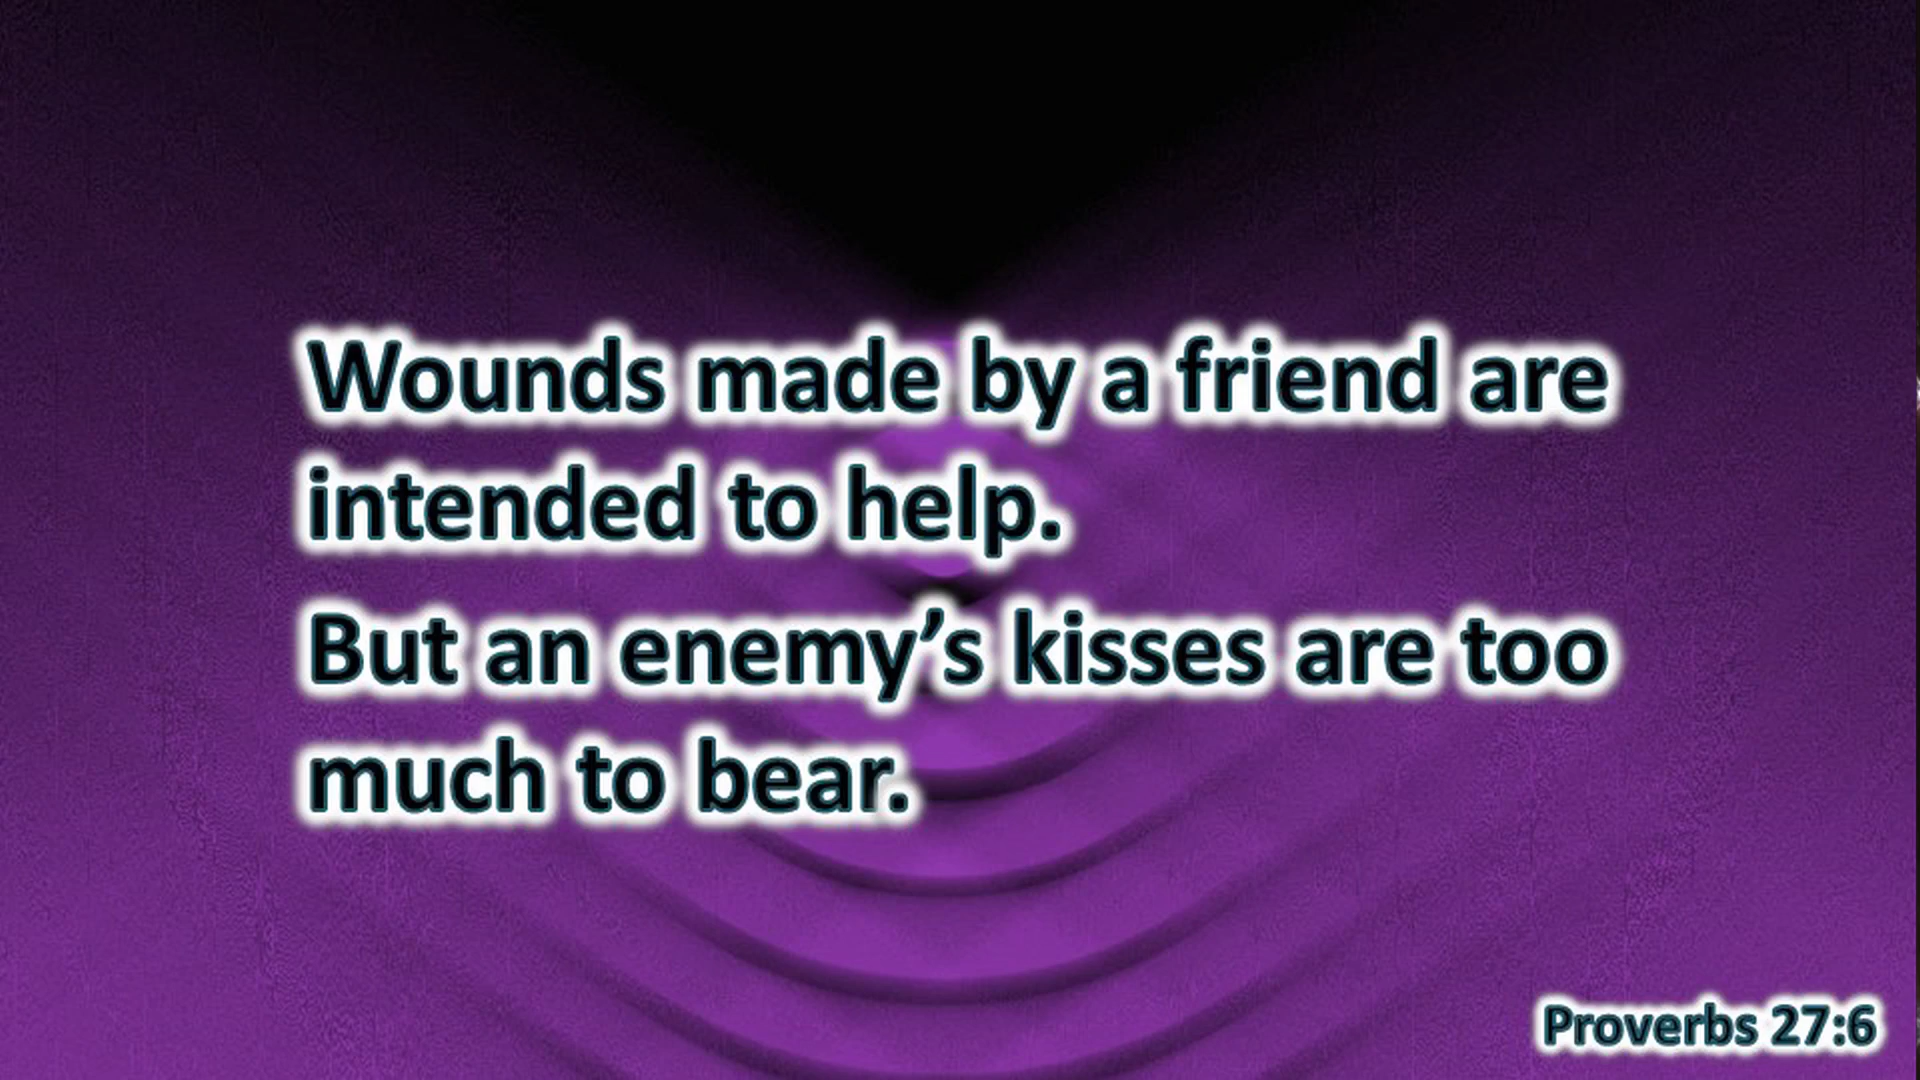 Wounds made by a friend are
intended to help.
But an enemy’s kisses are too
much to bear.
Proverbs 27:6